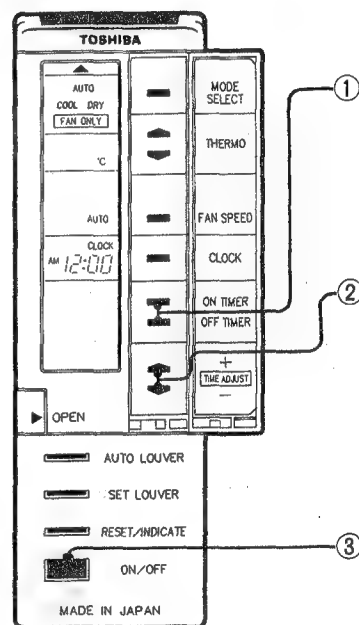 TOSHIBA
AUTO
COOL DRY
FAN ONLY
°C
AUTO
CLOCK
AM 12:00
MODE
SELECT
THERMO
FAN SPEED
CLOCK
ON TIMER
OFF TIMER
+
TIME ADJUST
−
OPEN
AUTO LOUVER
SET LOUVER
RESET/INDICATE
ON/OFF
MADE IN JAPAN
1
2
3